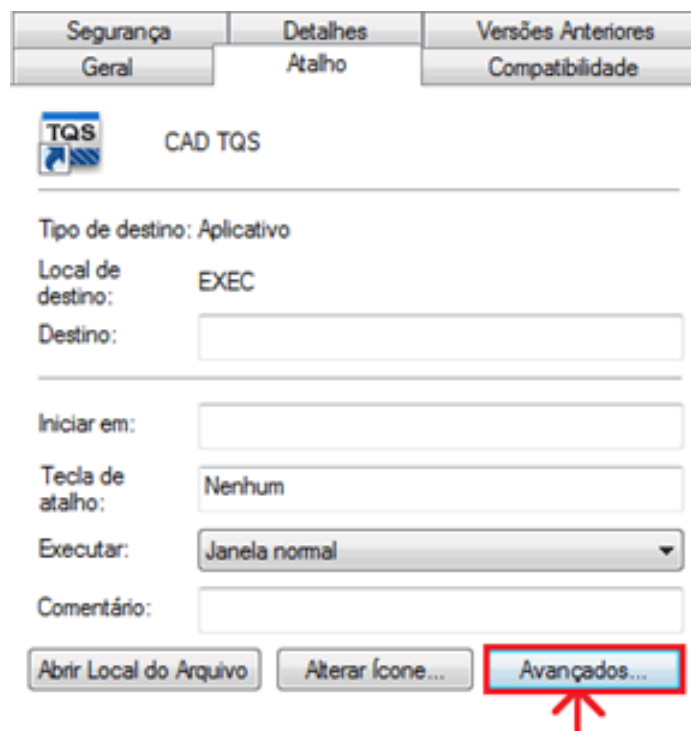 Segurança Detalhes Versões Anteriores
Geral Atalho Compatibilidade
TQS
CAD TQS
Tipo de destino: Aplicativo
Local de destino: EXEC
Destino:
Iniciar em:
Tecla de atalho: Nenhum
Executar: Janela normal
Comentário:
Abrir Local do Arquivo Alterar Ícone... Avançados...